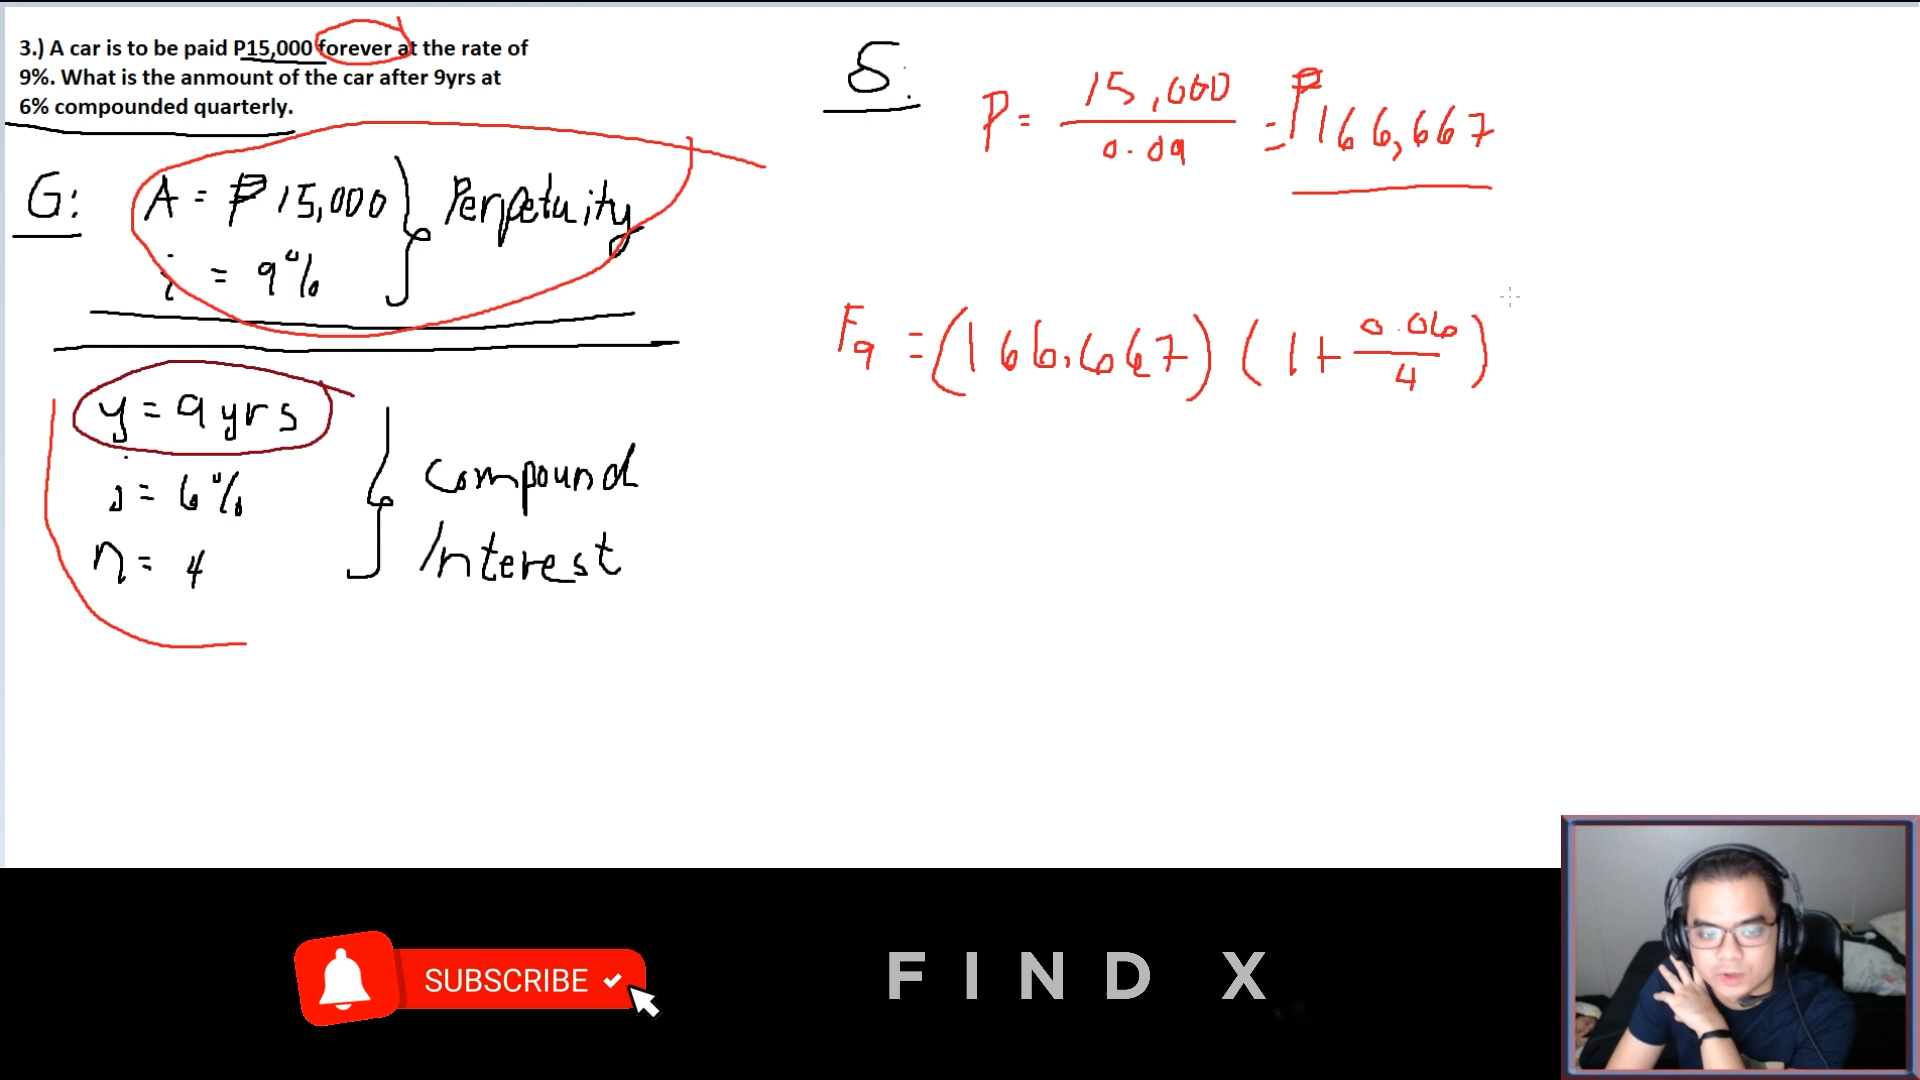 3.) A car is to be paid P15,000 forever at the rate of
9%. What is the anmount of the car after 9yrs at
6% compounded quarterly.
G: A = ₱15,000 } Perpetuity
i = 9%
y = 9 yrs
j = 6%
n = 4
Compound
Interest
S:
P = 15,000 / 0.09 = ₱166,667
F9 = (166,667) (1 + 0.06 / 4)
SUBSCRIBE
FIND X